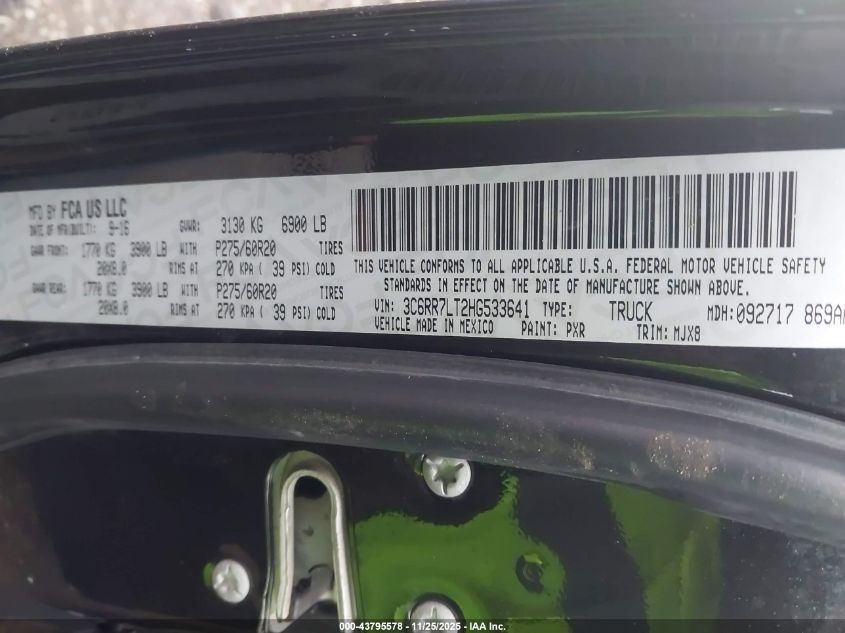 MFD BY FCA US LLC
DATE OF MFR(BUILT): 9-16 GVWR: 3130 KG 6900 LB
GAWR FRONT: 1770 KG 3900 LB WITH P275/60R20 TIRES
20X8.0 RIMS AT 270 KPA ( 39 PSI) COLD
GAWR REAR: 1770 KG 3900 LB WITH P275/60R20 TIRES
20X8.0 RIMS AT 270 KPA ( 39 PSI) COLD
THIS VEHICLE CONFORMS TO ALL APPLICABLE U.S.A. FEDERAL MOTOR VEHICLE SAFETY
STANDARDS IN EFFECT ON THE DATE OF MANUFACTURE SHOWN ABOVE.
VIN: 3C6RR7LT2HG533641 TYPE: TRUCK MDH: 092717 869A
VEHICLE MADE IN MEXICO PAINT: PXR TRIM: MJX8
000-43795578 - 11/25/2025 - IAA Inc.